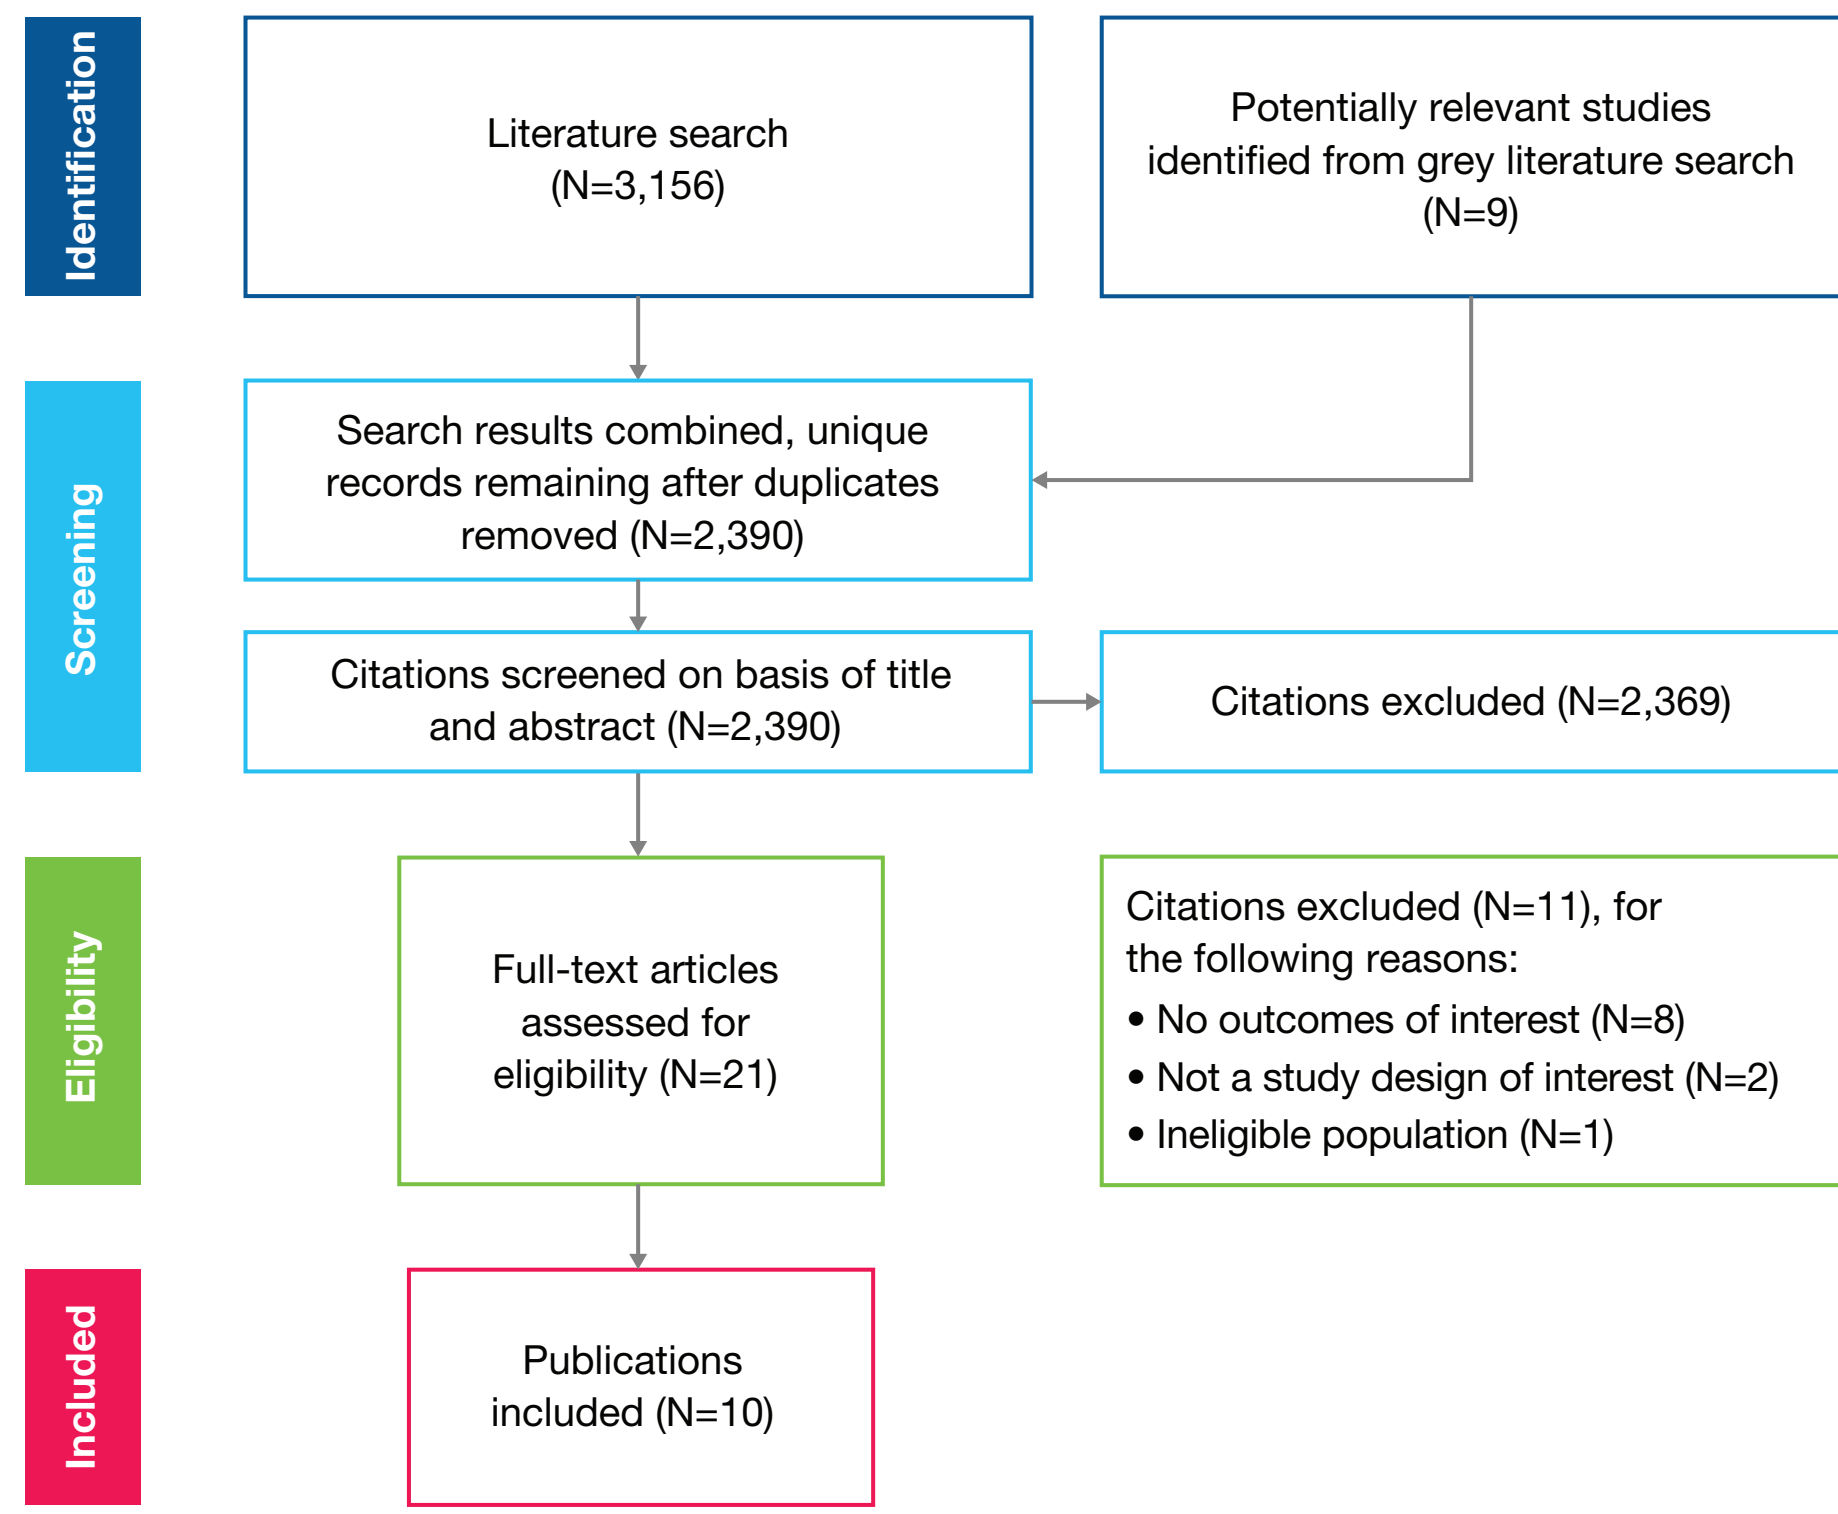 Identification
Literature search
(N=3,156)
Potentially relevant studies
identified from grey literature search
(N=9)
Screening
Search results combined, unique
records remaining after duplicates
removed (N=2,390)
Citations screened on basis of title
and abstract (N=2,390)
Citations excluded (N=2,369)
Eligibility
Full-text articles
assessed for
eligibility (N=21)
Citations excluded (N=11), for
the following reasons:
• No outcomes of interest (N=8)
• Not a study design of interest (N=2)
• Ineligible population (N=1)
Included
Publications
included (N=10)